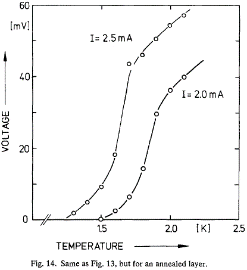 60
[mV]
I = 2.5 mA
40
I = 2.0 mA
20
VOLTAGE
0
1.5
2.0
[K]
2.5
TEMPERATURE
Fig. 14. Same as Fig. 13, but for an annealed layer.